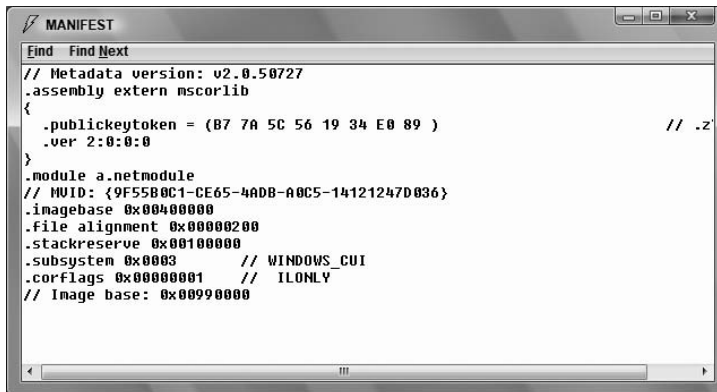 MANIFEST
Find Find Next
// Metadata version: v2.0.50727
.assembly extern mscorlib
{
.publickeytoken = (B7 7A 5C 56 19 34 E0 89 ) // .z
.ver 2:0:0:0
}
.module a.netmodule
// MVID: {9F55B0C1-CE65-4ADB-A0C5-14121247D036}
.imagebase 0x00400000
.file alignment 0x00000200
.stackreserve 0x00100000
.subsystem 0x0003 // WINDOWS_CUI
.corflags 0x00000001 // ILONLY
// Image base: 0x00990000